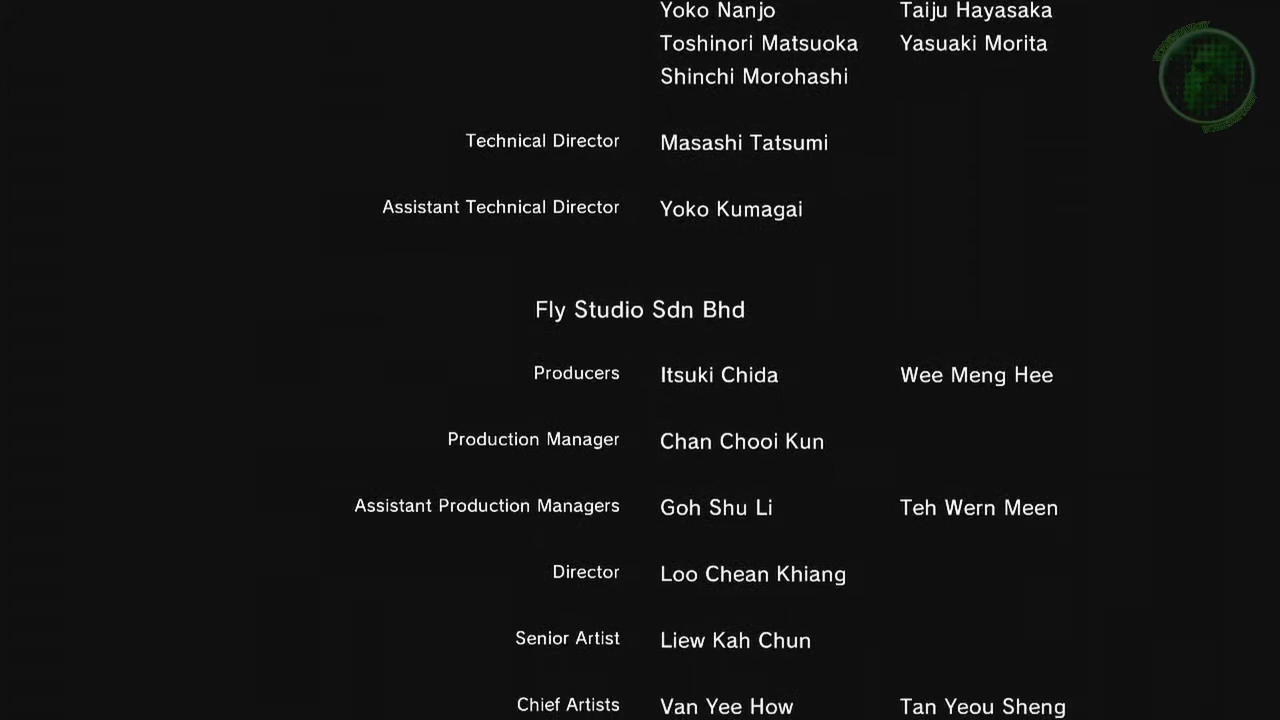 Yoko Nanjo Taiju Hayasaka
Toshinori Matsuoka Yasuaki Morita
Shinchi Morohashi
Technical Director Masashi Tatsumi
Assistant Technical Director Yoko Kumagai
Fly Studio Sdn Bhd
Producers Itsuki Chida Wee Meng Hee
Production Manager Chan Chooi Kun
Assistant Production Managers Goh Shu Li Teh Wern Meen
Director Loo Chean Khiang
Senior Artist Liew Kah Chun
Chief Artists Van Yee How Tan Yeou Sheng